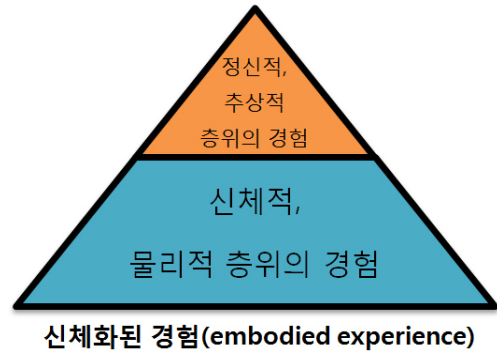 정신적,
추상적
층위의 경험
신체적,
물리적 층위의 경험
신체화된 경험(embodied experience)